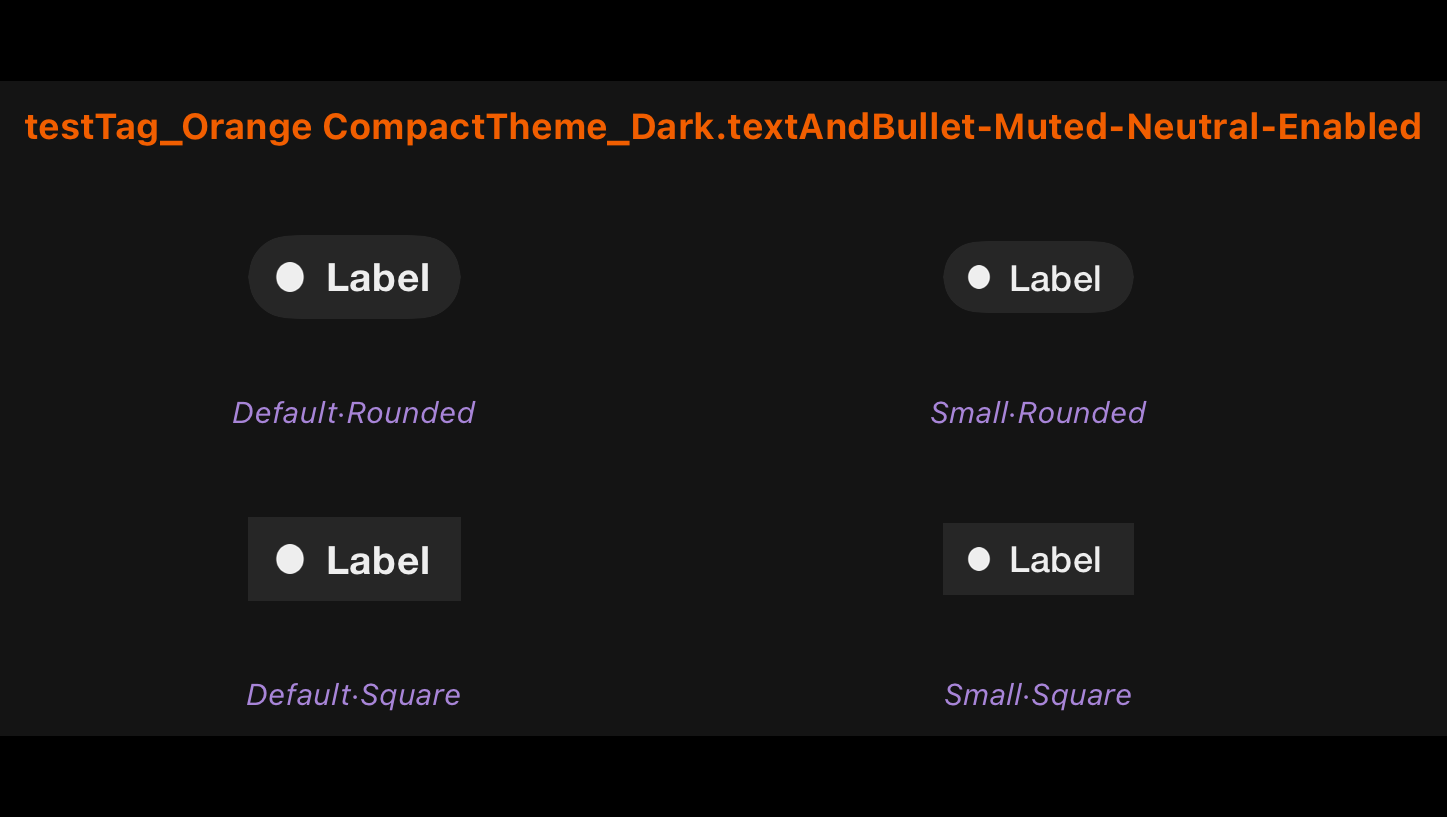 testTag_Orange CompactTheme_Dark.textAndBullet-Muted-Neutral-Enabled
Label
Label
Default·Rounded
Small·Rounded
Label
Label
Default·Square
Small·Square